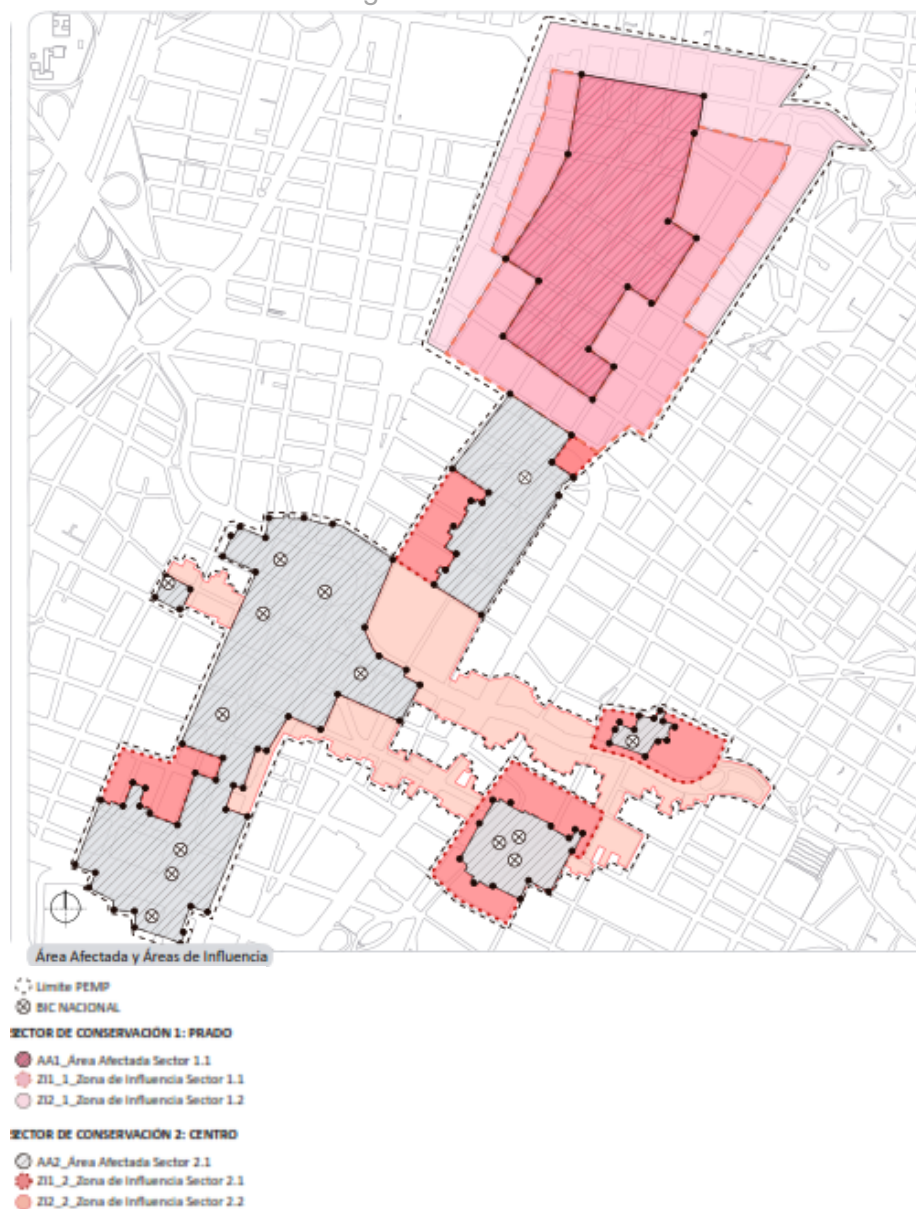 Área Afectada y Áreas de Influencia
Límite PEMP
BIC NACIONAL
SECTOR DE CONSERVACIÓN 1: PRADO
AA1_Área Afectada Sector 1.1
ZI1_1_Zona de Influencia Sector 1.1
ZI2_1_Zona de Influencia Sector 1.2
SECTOR DE CONSERVACIÓN 2: CENTRO
AA2_Área Afectada Sector 2.1
ZI1_2_Zona de Influencia Sector 2.1
ZI2_2_Zona de Influencia Sector 2.2